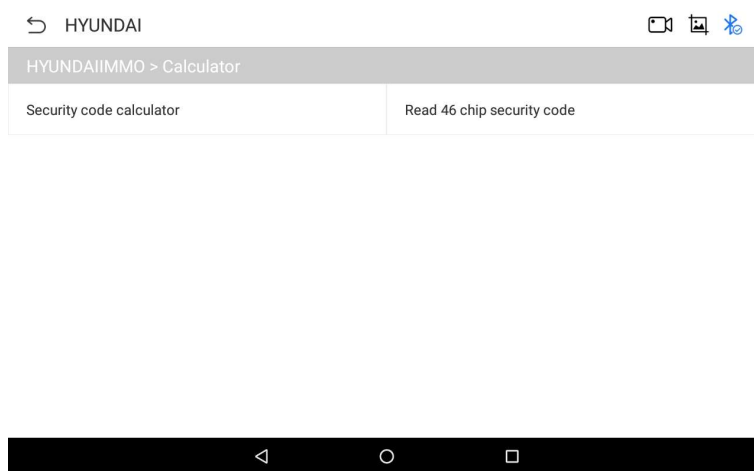 HYUNDAI
HYUNDAIIMMO > Calculator
Security code calculator
Read 46 chip security code